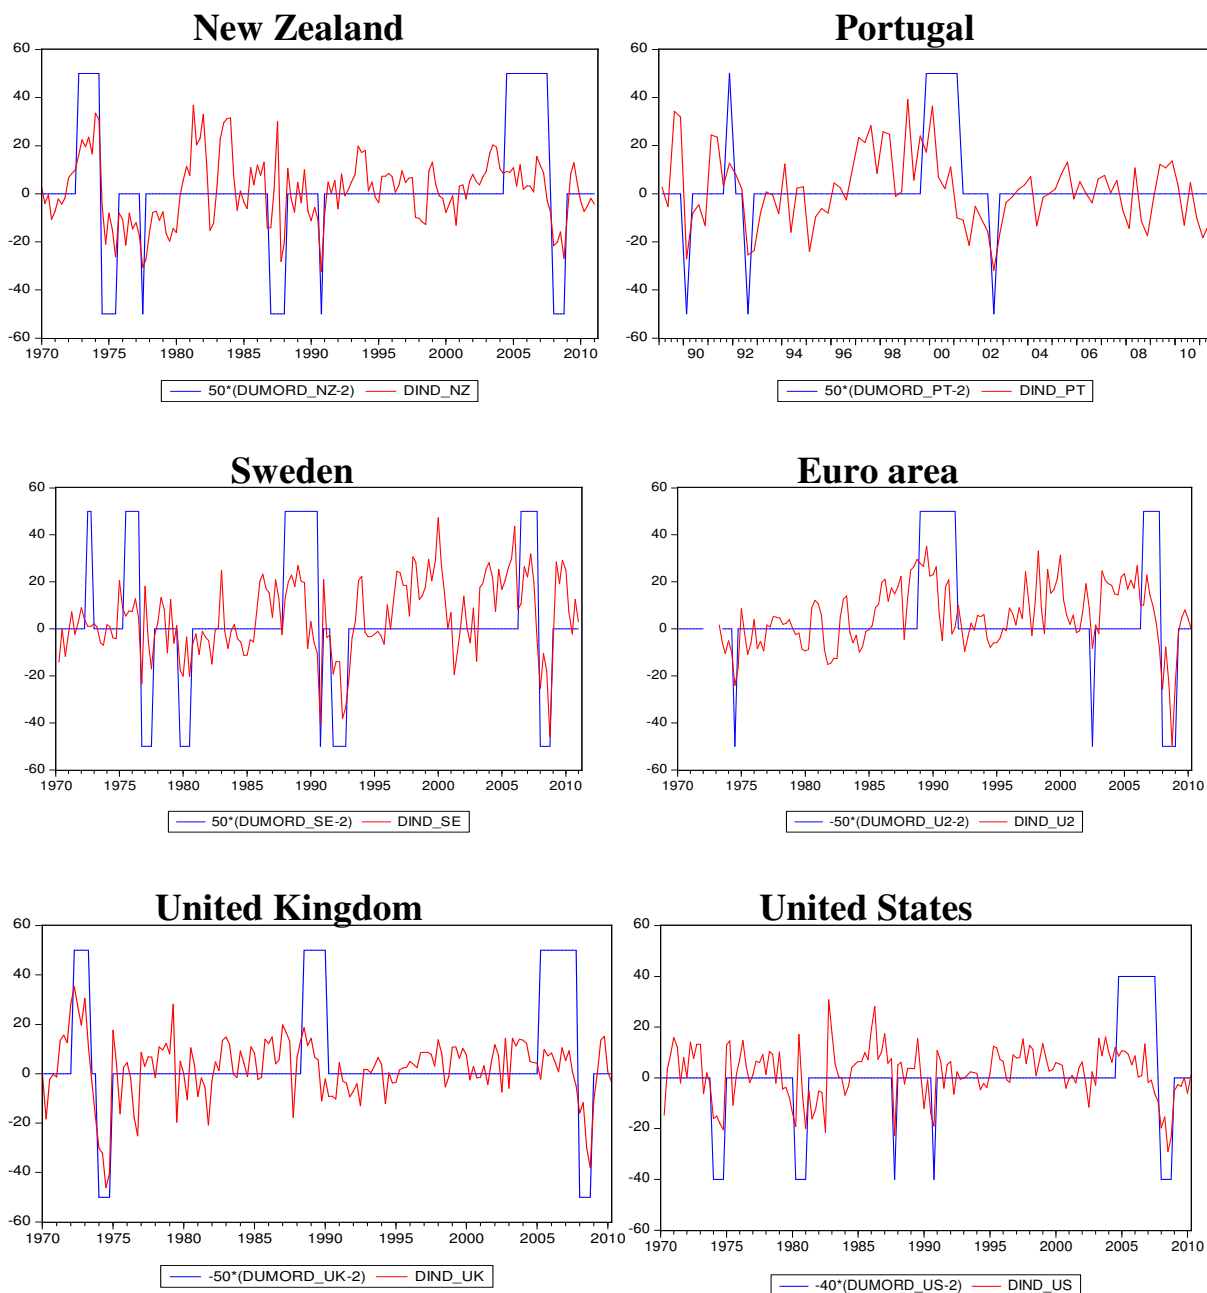 New Zealand
Portugal
60
40
20
0
-20
-40
-60
1970 1975 1980 1985 1990 1995 2000 2005 2010
50*(DUMORD_NZ-2) DIND_NZ
60
40
20
0
-20
-40
-60
90 92 94 96 98 00 02 04 06 08 10
50*(DUMORD_PT-2) DIND_PT
Sweden
Euro area
60
40
20
0
-20
-40
-60
1970 1975 1980 1985 1990 1995 2000 2005 2010
50*(DUMORD_SE-2) DIND_SE
60
40
20
0
-20
-40
-60
1970 1975 1980 1985 1990 1995 2000 2005 2010
-50*(DUMORD_U2-2) DIND_U2
United Kingdom
United States
60
40
20
0
-20
-40
-60
1970 1975 1980 1985 1990 1995 2000 2005 2010
-50*(DUMORD_UK-2) DIND_UK
60
40
20
0
-20
-40
-60
1970 1975 1980 1985 1990 1995 2000 2005 2010
-40*(DUMORD_US-2) DIND_US